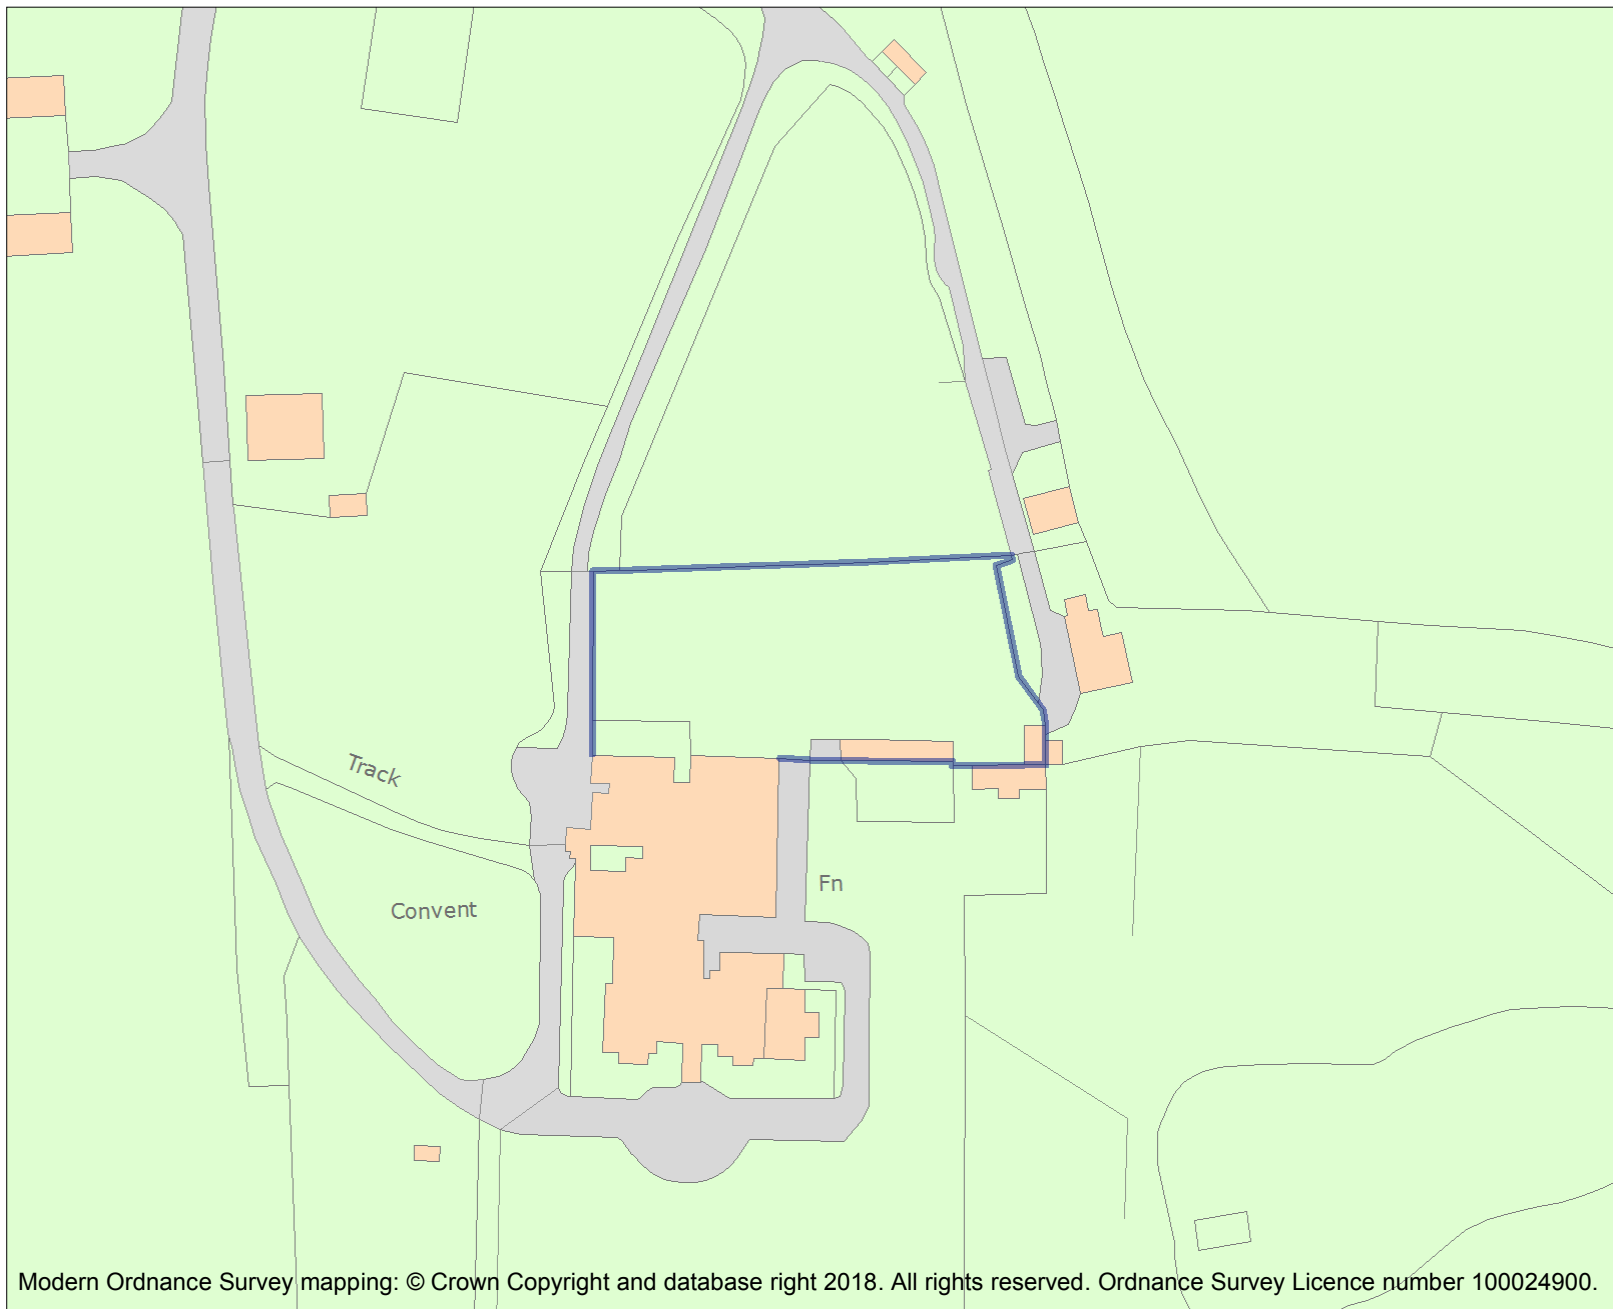 Track
Convent
Fn
Modern Ordnance Survey mapping: © Crown Copyright and database right 2018. All rights reserved. Ordnance Survey Licence number 100024900.